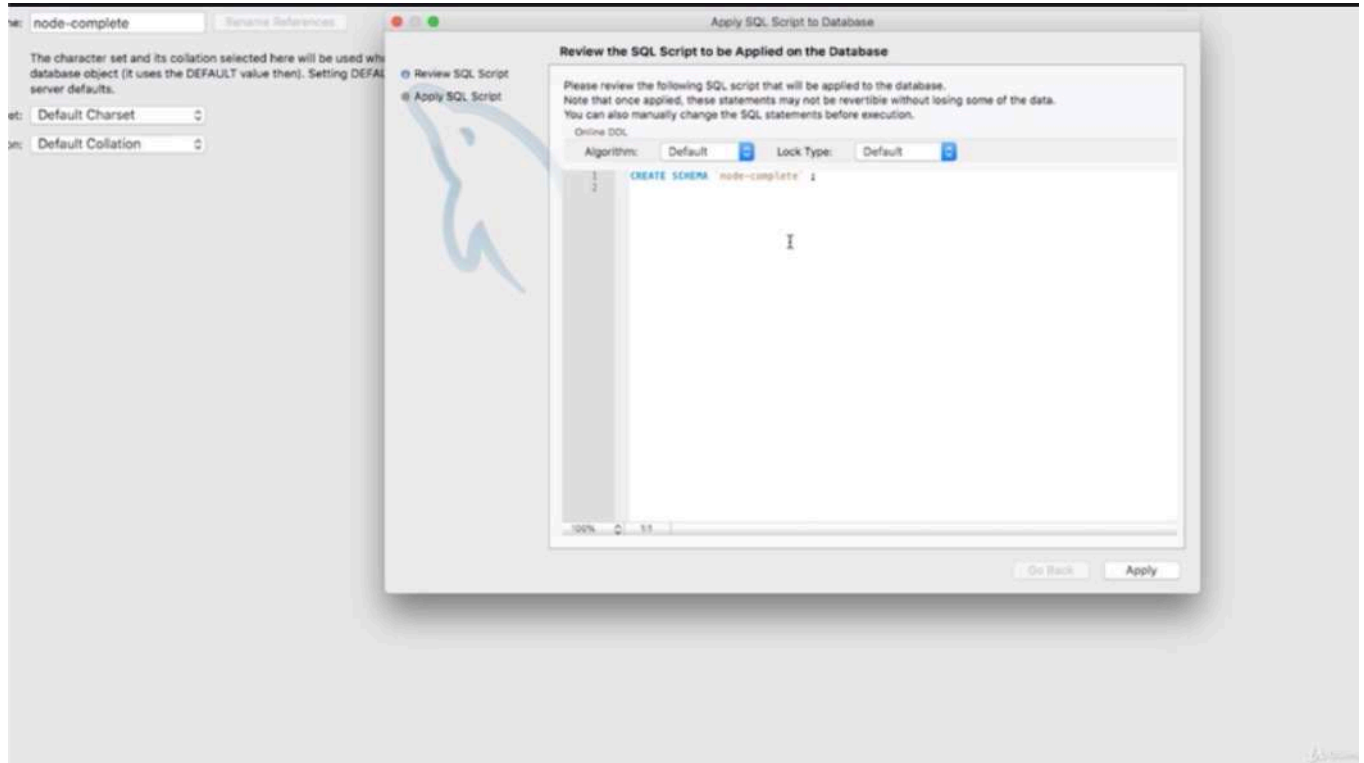 node-complete
Rename References
The character set and its collation selected here will be used
database object (it uses the DEFAULT value then). Setting
server defaults.
Default Charset
Default Collation
Apply SQL Script to Database
Review SQL Script
Apply SQL Script
Review the SQL Script to be Applied on the Database
Please review the following SQL script that will be applied to the database.
Note that once applied, these statements may not be revertible without losing some of the data.
You can also manually change the SQL statements before execution.
Online DDL
Algorithm: Default Lock Type: Default
1 CREATE SCHEMA `node-complete` ;
2
100% 1:1
Go Back Apply